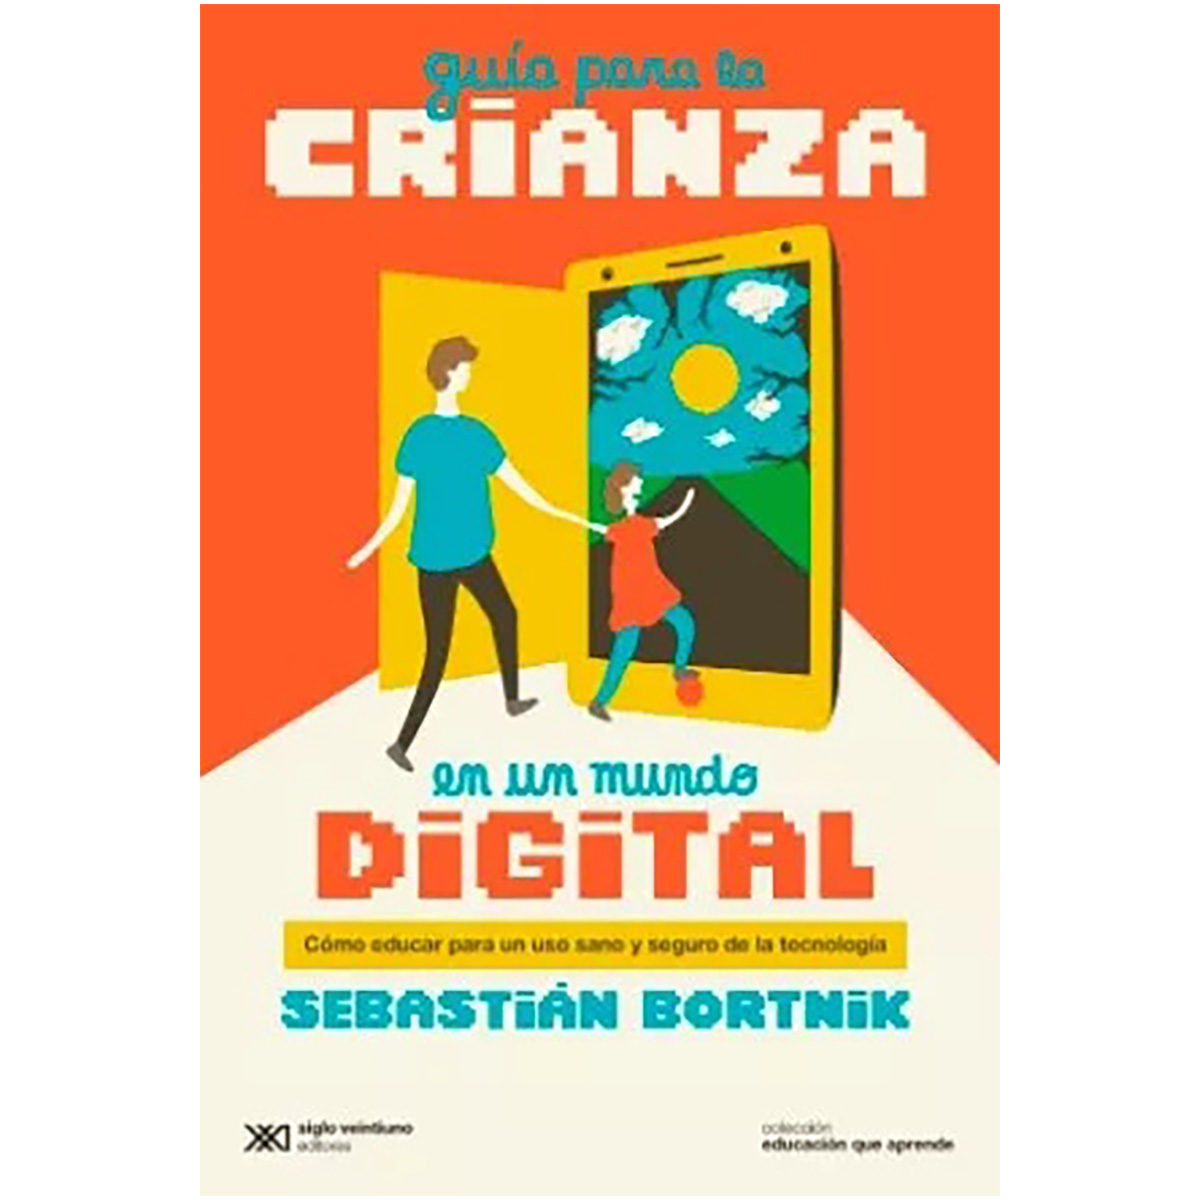 guía para la
CRIANZA
en un mundo
DIGITAL
Cómo educar para un uso sano y seguro de la tecnología
SEBASTIÁN BORTNIK
siglo veintiuno
editores
colección
educación que aprende